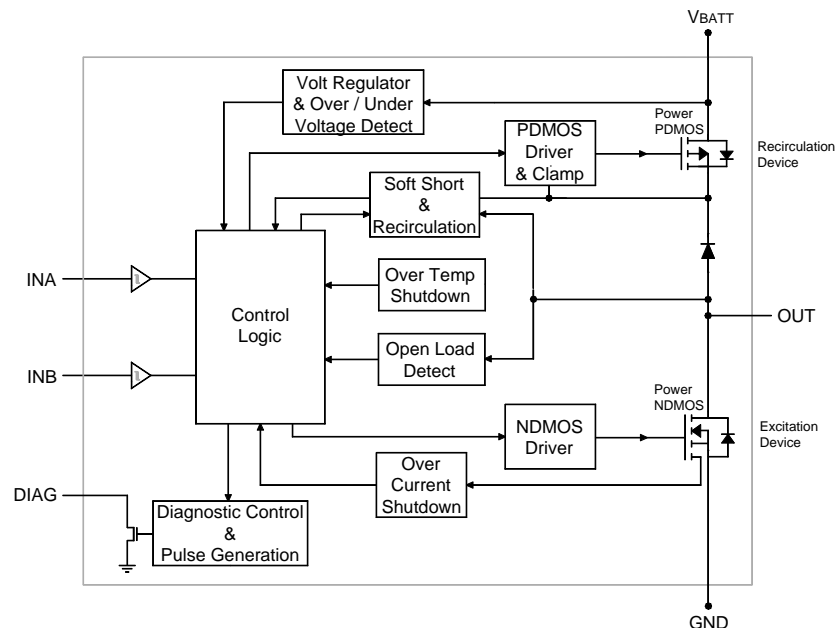 VBATT
Volt Regulator
& Over / Under
Voltage Detect
Power
PDMOS
PDMOS
Driver
& Clamp
Recirculation
Device
Soft Short
&
Recirculation
INA
Over Temp
Shutdown
Control
Logic
OUT
Open Load
Detect
INB
Power
NDMOS
NDMOS
Driver
Excitation
Device
Over
Current
Shutdown
DIAG
Diagnostic Control
&
Pulse Generation
GND